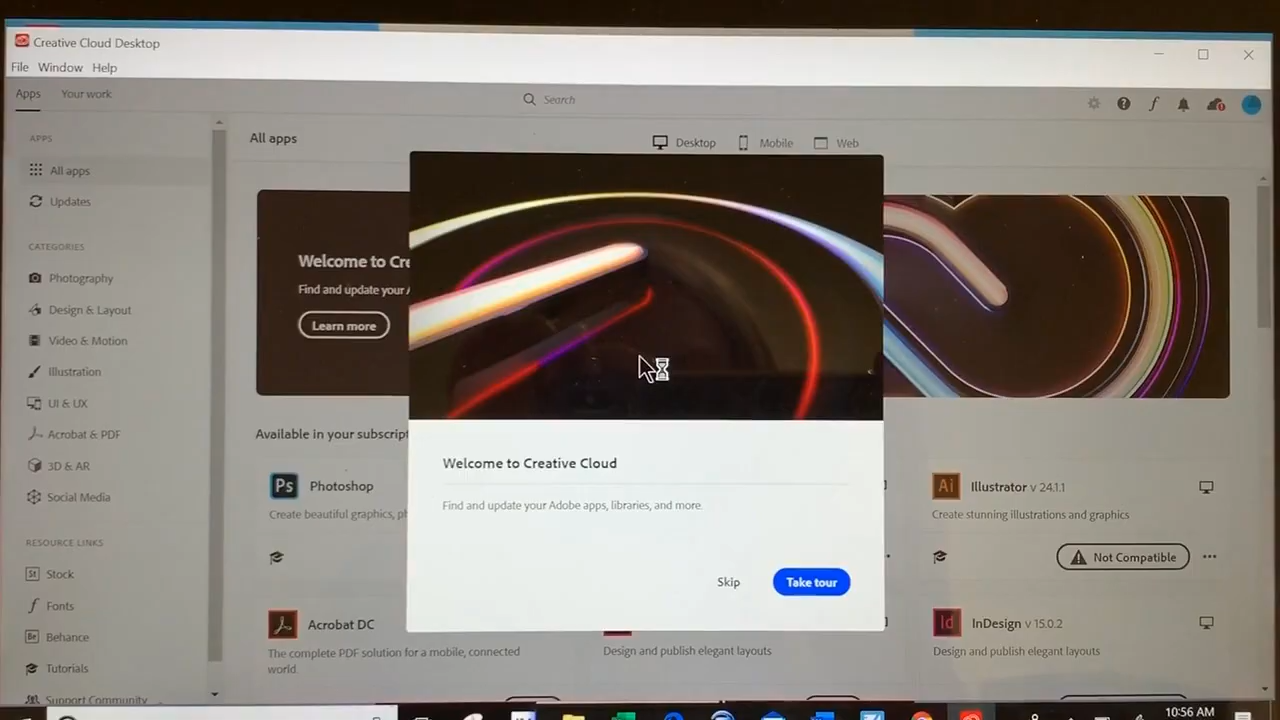 Creative Cloud Desktop
File Window Help
Apps Your work
Search
APPS
All apps
Updates
CATEGORIES
Photography
Design & Layout
Video & Motion
Illustration
UI & UX
Acrobat & PDF
3D & AR
Social Media
RESOURCE LINKS
St Stock
Fonts
Be Behance
Tutorials
Support Community
All apps
Desktop Mobile Web
Welcome to Cre
Find and update your A
Learn more
Available in your subscript
Ps Photoshop
Create beautiful graphics, ph
Acrobat DC
The complete PDF solution for a mobile, connected
world.
Welcome to Creative Cloud
Find and update your Adobe apps, libraries, and more.
Skip Take tour
Design and publish elegant layouts
Ai Illustrator v 24.1.1
Create stunning illustrations and graphics
Not Compatible
Id InDesign v 15.0.2
Design and publish elegant layouts
10:56 AM